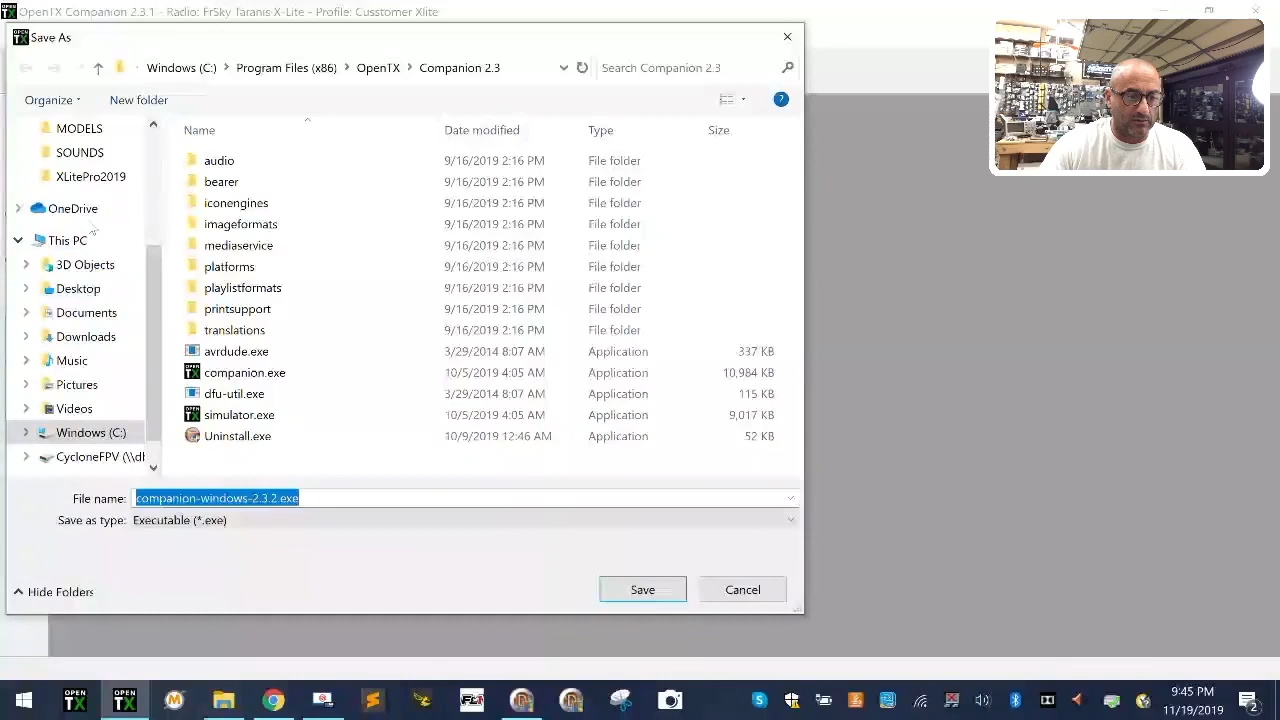 OpenTX Companion 2.3.1 - Radio: FrSky Taranis X-Lite - Profile: Cusstomer Xlite
OPEN TX Save As
Windows (C:) Program Files OpenTX Companion 2.3 Search Companion 2.3
Organize New folder ?
Name Date modified Type Size
MODELS
SOUNDS
XLitePro2019
OneDrive
This PC
3D Objects
Desktop
Documents
Downloads
Music
Pictures
Videos
Windows (C:)
CycloneFPV (\\dl
audio 9/16/2019 2:16 PM File folder
bearer 9/16/2019 2:16 PM File folder
iconengines 9/16/2019 2:16 PM File folder
imageformats 9/16/2019 2:16 PM File folder
mediaservice 9/16/2019 2:16 PM File folder
platforms 9/16/2019 2:16 PM File folder
playlistformats 9/16/2019 2:16 PM File folder
printsupport 9/16/2019 2:16 PM File folder
translations 9/16/2019 2:16 PM File folder
avrdude.exe 3/29/2014 8:07 AM Application 337 KB
companion.exe 10/5/2019 4:05 AM Application 10,984 KB
dfu-util.exe 3/29/2014 8:07 AM Application 115 KB
simulator.exe 10/5/2019 4:05 AM Application 9,017 KB
Uninstall.exe 10/9/2019 12:46 AM Application 52 KB
File name: companion-windows-2.3.2.exe
Save as type: Executable (*.exe)
Hide Folders Save Cancel
OPEN TX OPEN TX
9:45 PM
11/19/2019
2